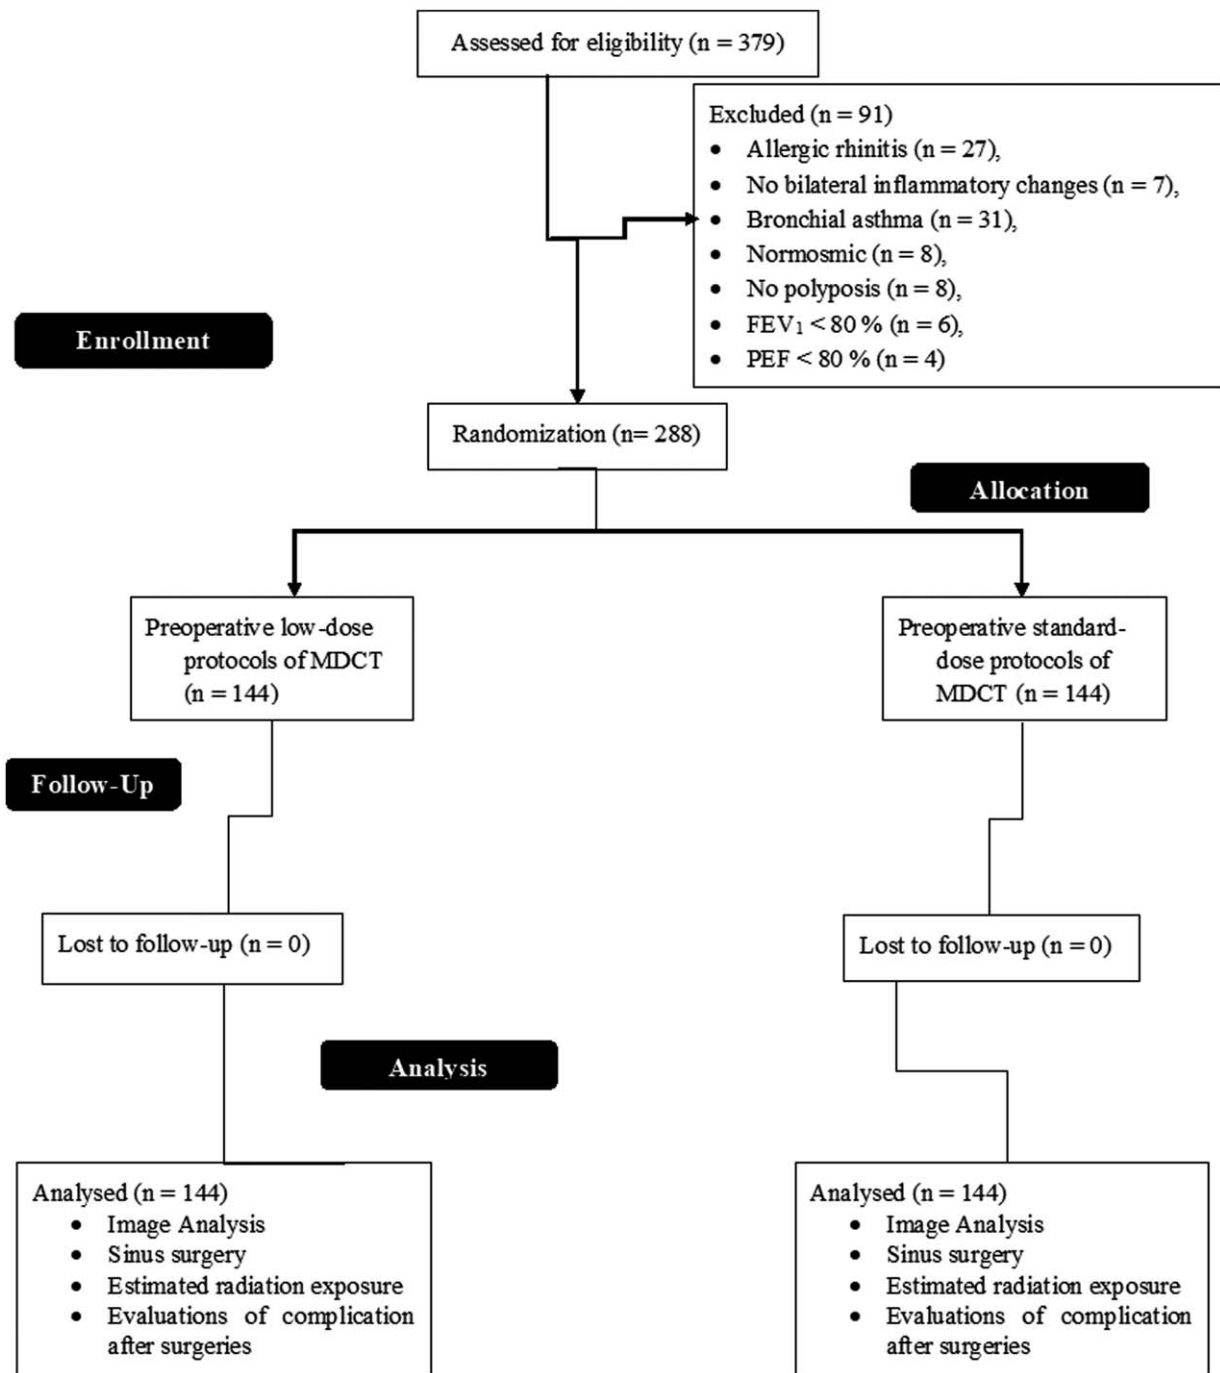 Assessed for eligibility (n = 379)
Excluded (n = 91)
• Allergic rhinitis (n = 27),
• No bilateral inflammatory changes (n = 7),
• Bronchial asthma (n = 31),
• Normosmic (n = 8),
• No polyposis (n = 8),
• FEV₁ < 80 % (n = 6),
• PEF < 80 % (n = 4)
Enrollment
Randomization (n= 288)
Allocation
Preoperative low-dose
protocols of MDCT
(n = 144)
Preoperative standard-
dose protocols of
MDCT (n = 144)
Follow-Up
Lost to follow-up (n = 0)
Lost to follow-up (n = 0)
Analysis
Analysed (n = 144)
• Image Analysis
• Sinus surgery
• Estimated radiation exposure
• Evaluations of complication
after surgeries
Analysed (n = 144)
• Image Analysis
• Sinus surgery
• Estimated radiation exposure
• Evaluations of complication
after surgeries